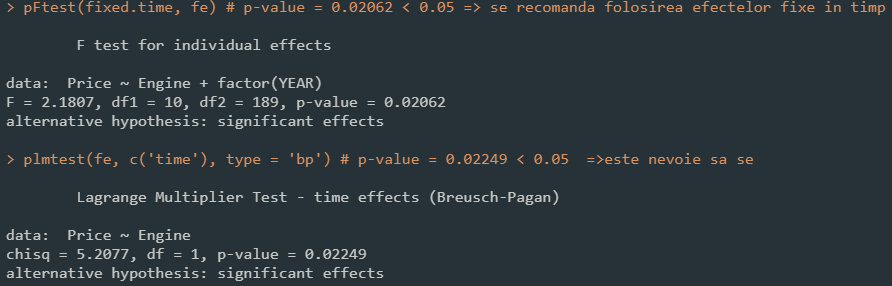 > pFtest(fixed.time, fe) # p-value = 0.02062 < 0.05 => se recomanda folosirea efectelor fixe in timp
F test for individual effects
data:  Price ~ Engine + factor(YEAR)
F = 2.1807, df1 = 10, df2 = 189, p-value = 0.02062
alternative hypothesis: significant effects
> plmtest(fe, c('time'), type = 'bp') # p-value = 0.02249 < 0.05  =>este nevoie sa se
Lagrange Multiplier Test - time effects (Breusch-Pagan)
data:  Price ~ Engine
chisq = 5.2077, df = 1, p-value = 0.02249
alternative hypothesis: significant effects